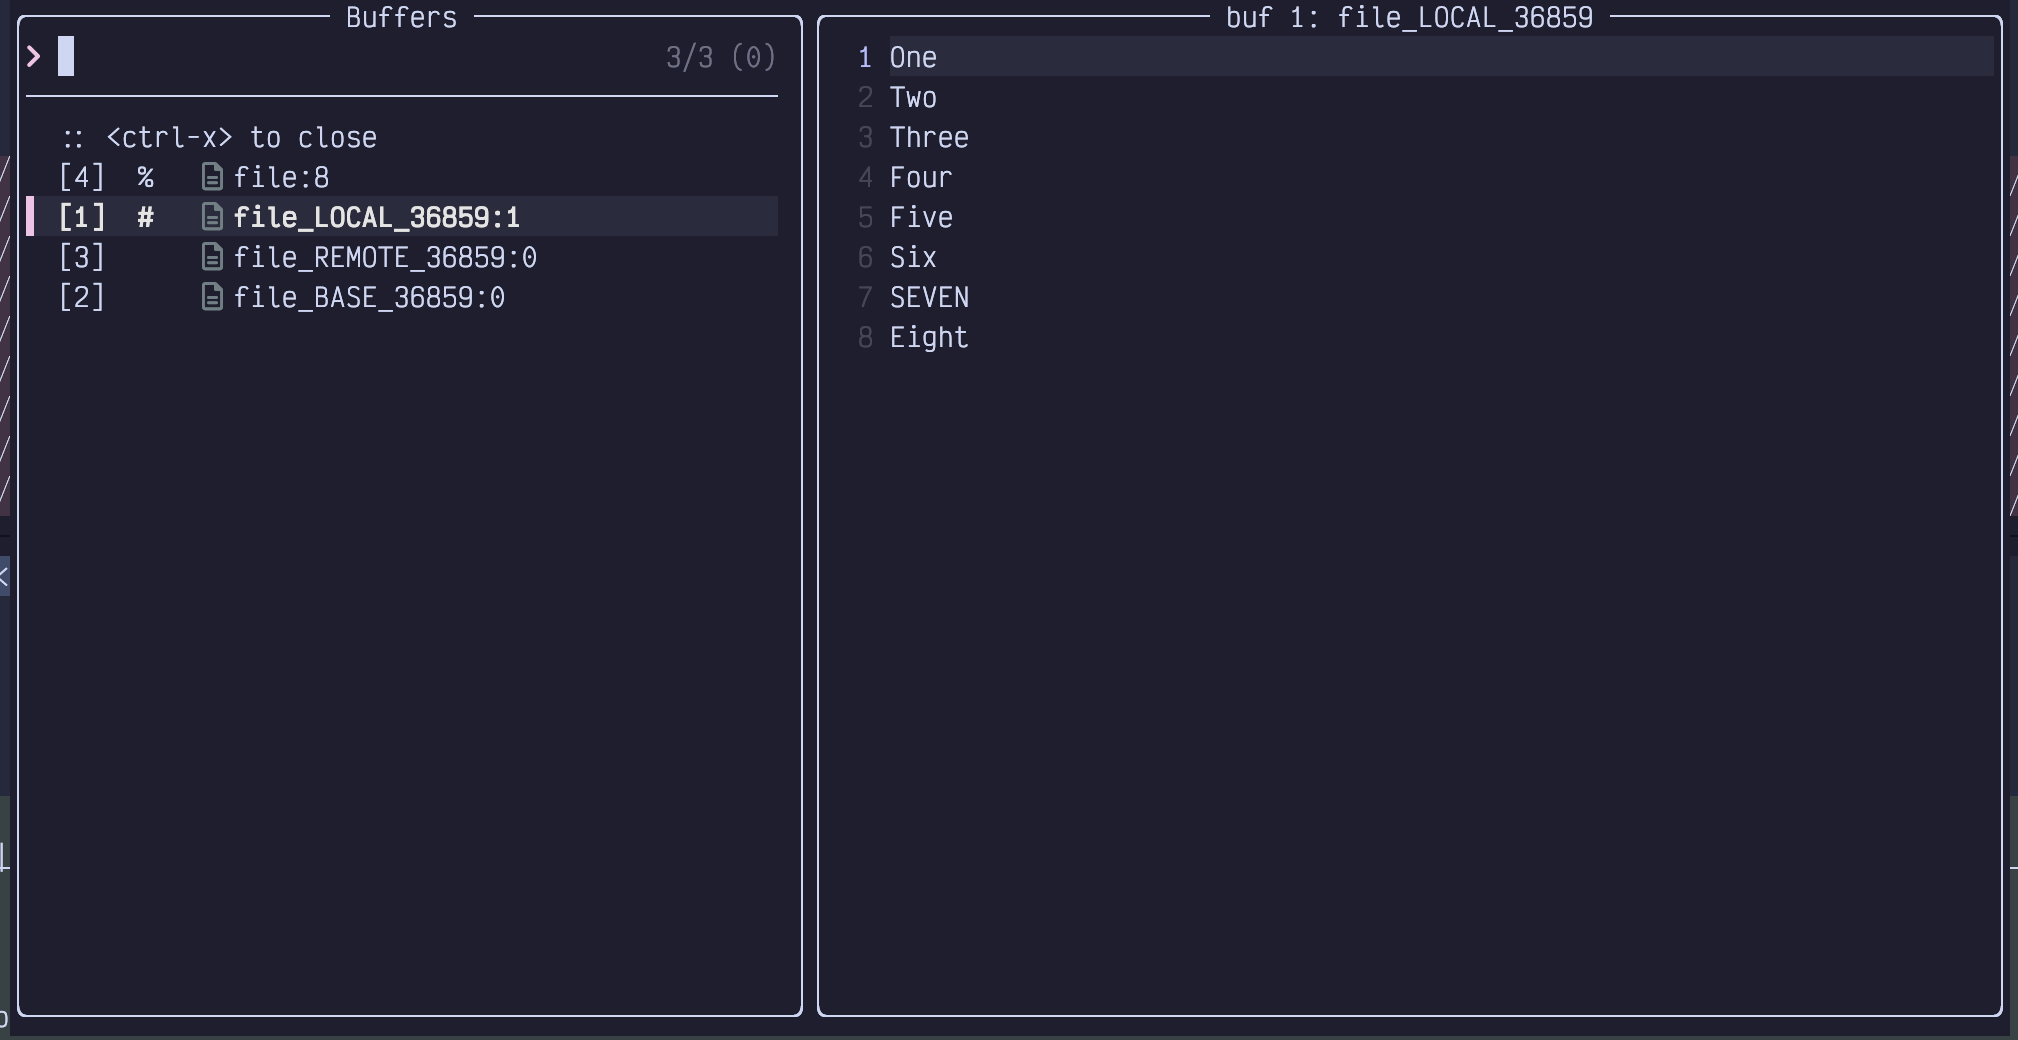 Buffers
> 3/3 (0)
:: <ctrl-x> to close
[4] % file:8
[1] # file_LOCAL_36859:1
[3] file_REMOTE_36859:0
[2] file_BASE_36859:0
buf 1: file_LOCAL_36859
1 One
2 Two
3 Three
4 Four
5 Five
6 Six
7 SEVEN
8 Eight